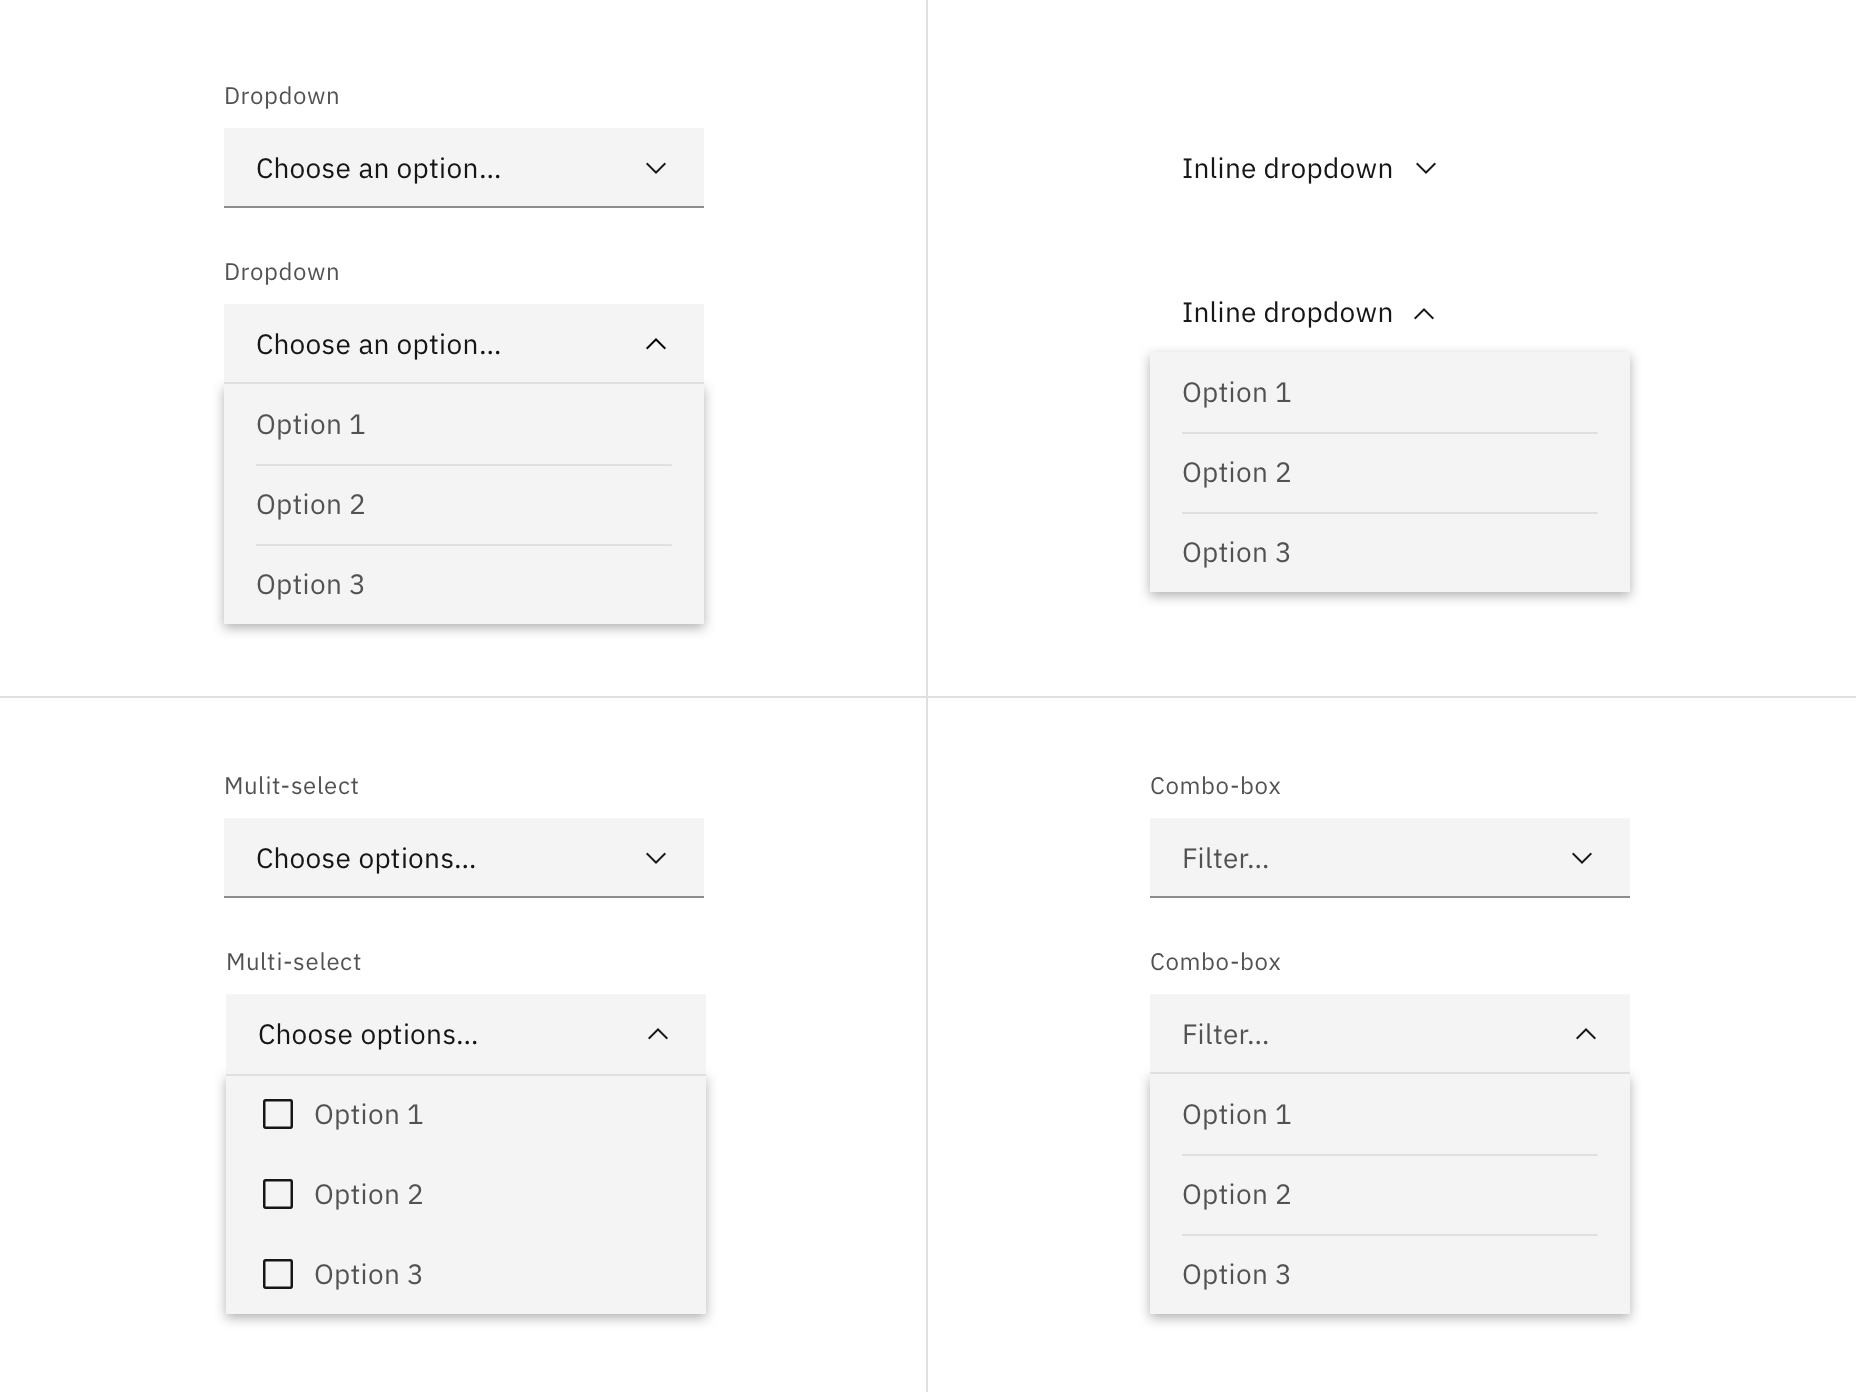 Dropdown
Choose an option...
Dropdown
Choose an option...
Option 1
Option 2
Option 3
Inline dropdown
Inline dropdown
Option 1
Option 2
Option 3
Mulit-select
Choose options...
Multi-select
Choose options...
Option 1
Option 2
Option 3
Combo-box
Filter...
Combo-box
Filter...
Option 1
Option 2
Option 3